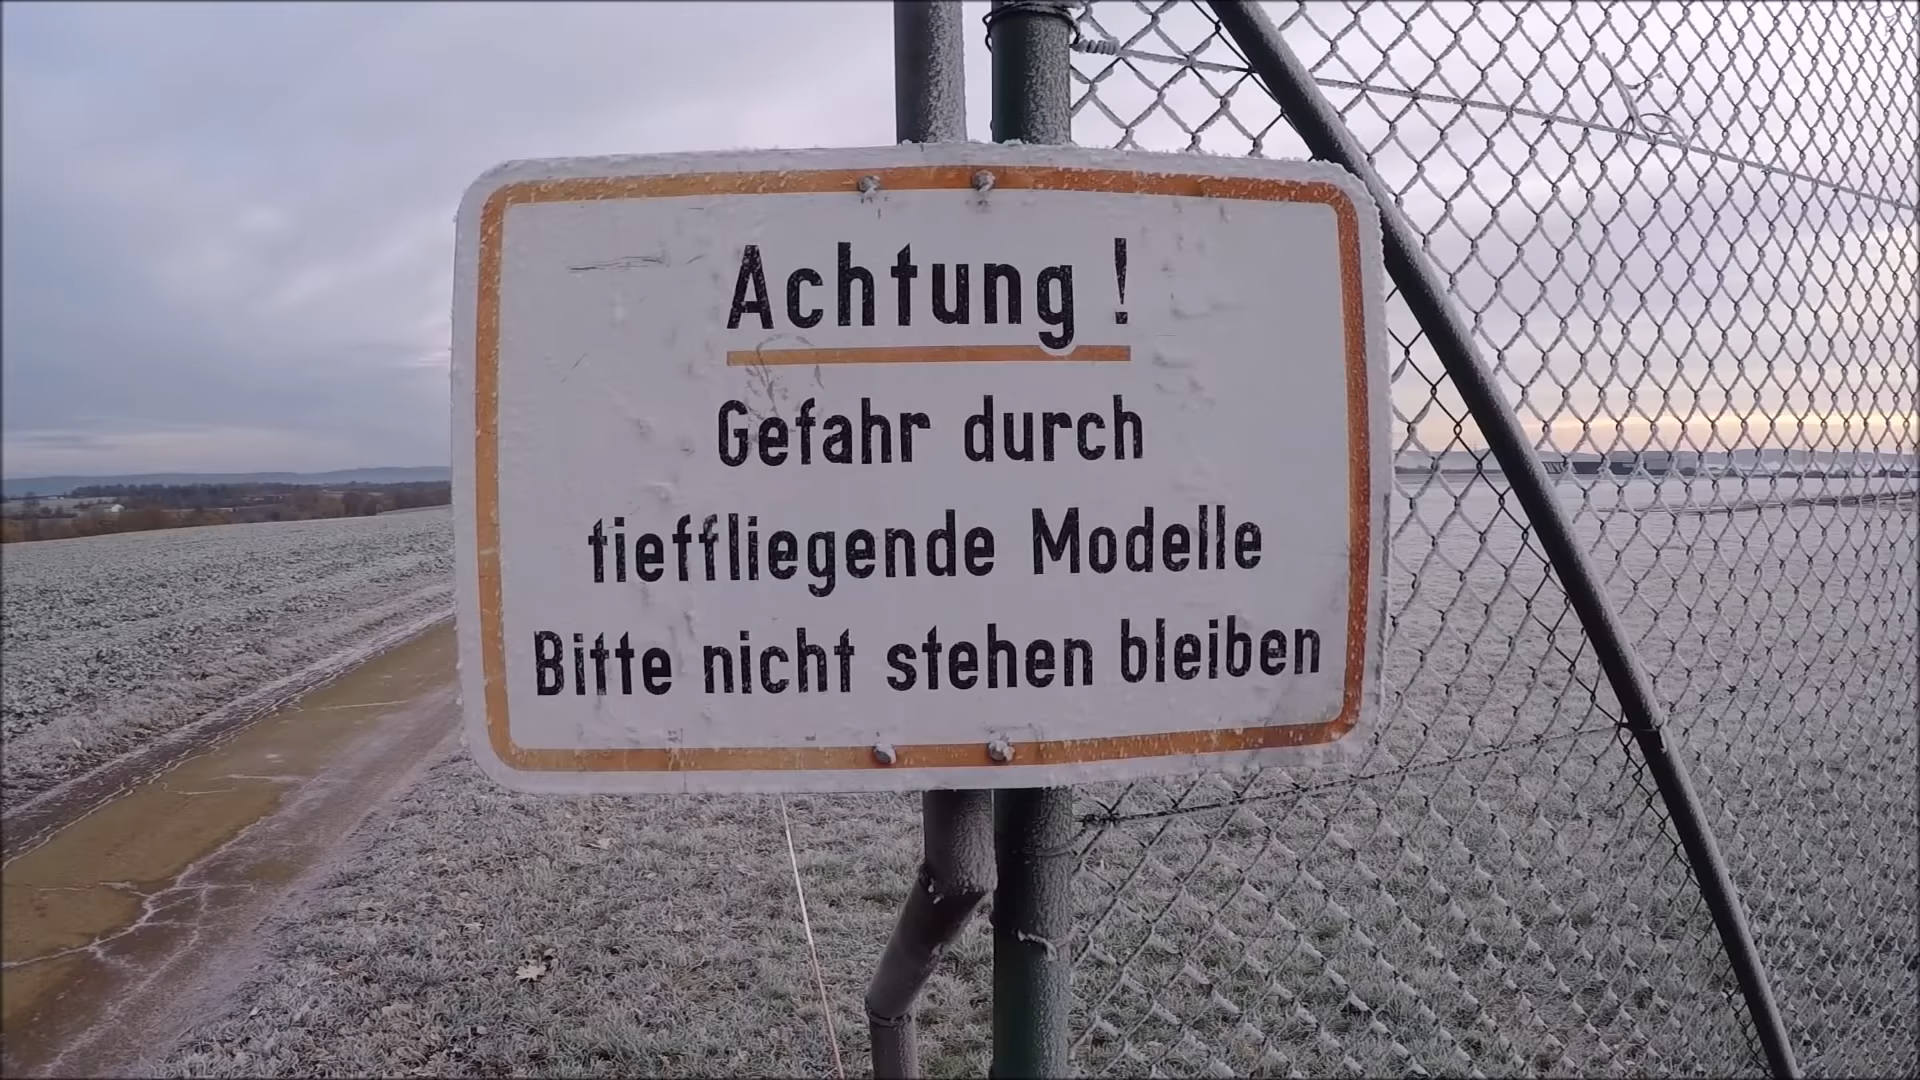 Achtung !
Gefahr durch
tieffliegende Modelle
Bitte nicht stehen bleiben